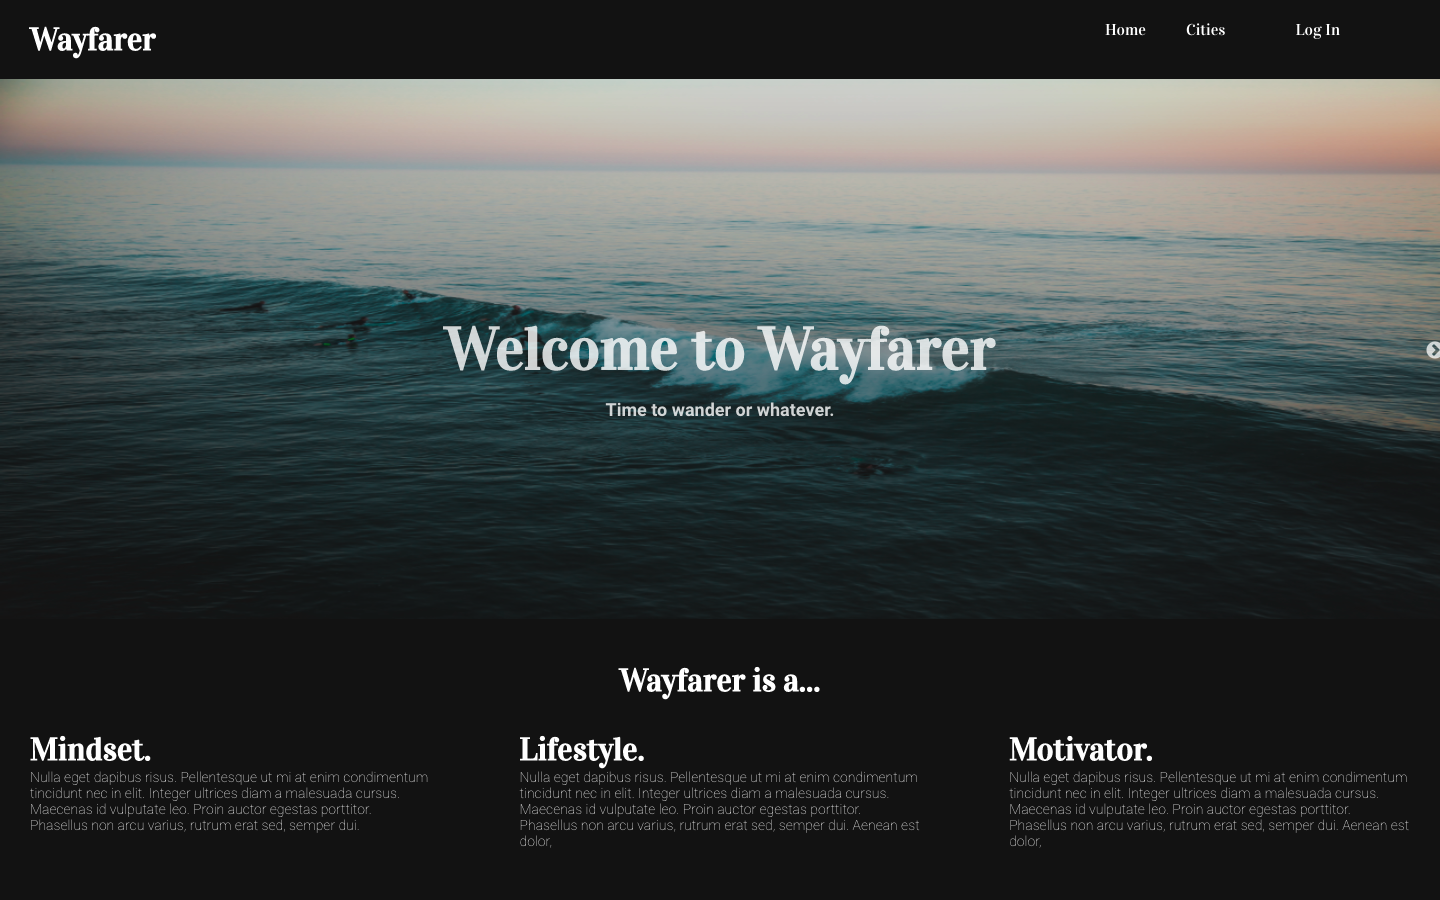 Wayfarer
Home
Cities
Log In
Welcome to Wayfarer
Time to wander or whatever.
Wayfarer is a...
Mindset.
Nulla eget dapibus risus. Pellentesque ut mi at enim condimentum
tincidunt nec in elit. Integer ultrices diam a malesuada cursus.
Maecenas id vulputate leo. Proin auctor egestas porttitor.
Phasellus non arcu varius, rutrum erat sed, semper dui.
Lifestyle.
Nulla eget dapibus risus. Pellentesque ut mi at enim condimentum
tincidunt nec in elit. Integer ultrices diam a malesuada cursus.
Maecenas id vulputate leo. Proin auctor egestas porttitor.
Phasellus non arcu varius, rutrum erat sed, semper dui. Aenean est
dolor,
Motivator.
Nulla eget dapibus risus. Pellentesque ut mi at enim condimentum
tincidunt nec in elit. Integer ultrices diam a malesuada cursus.
Maecenas id vulputate leo. Proin auctor egestas porttitor.
Phasellus non arcu varius, rutrum erat sed, semper dui. Aenean est
dolor,